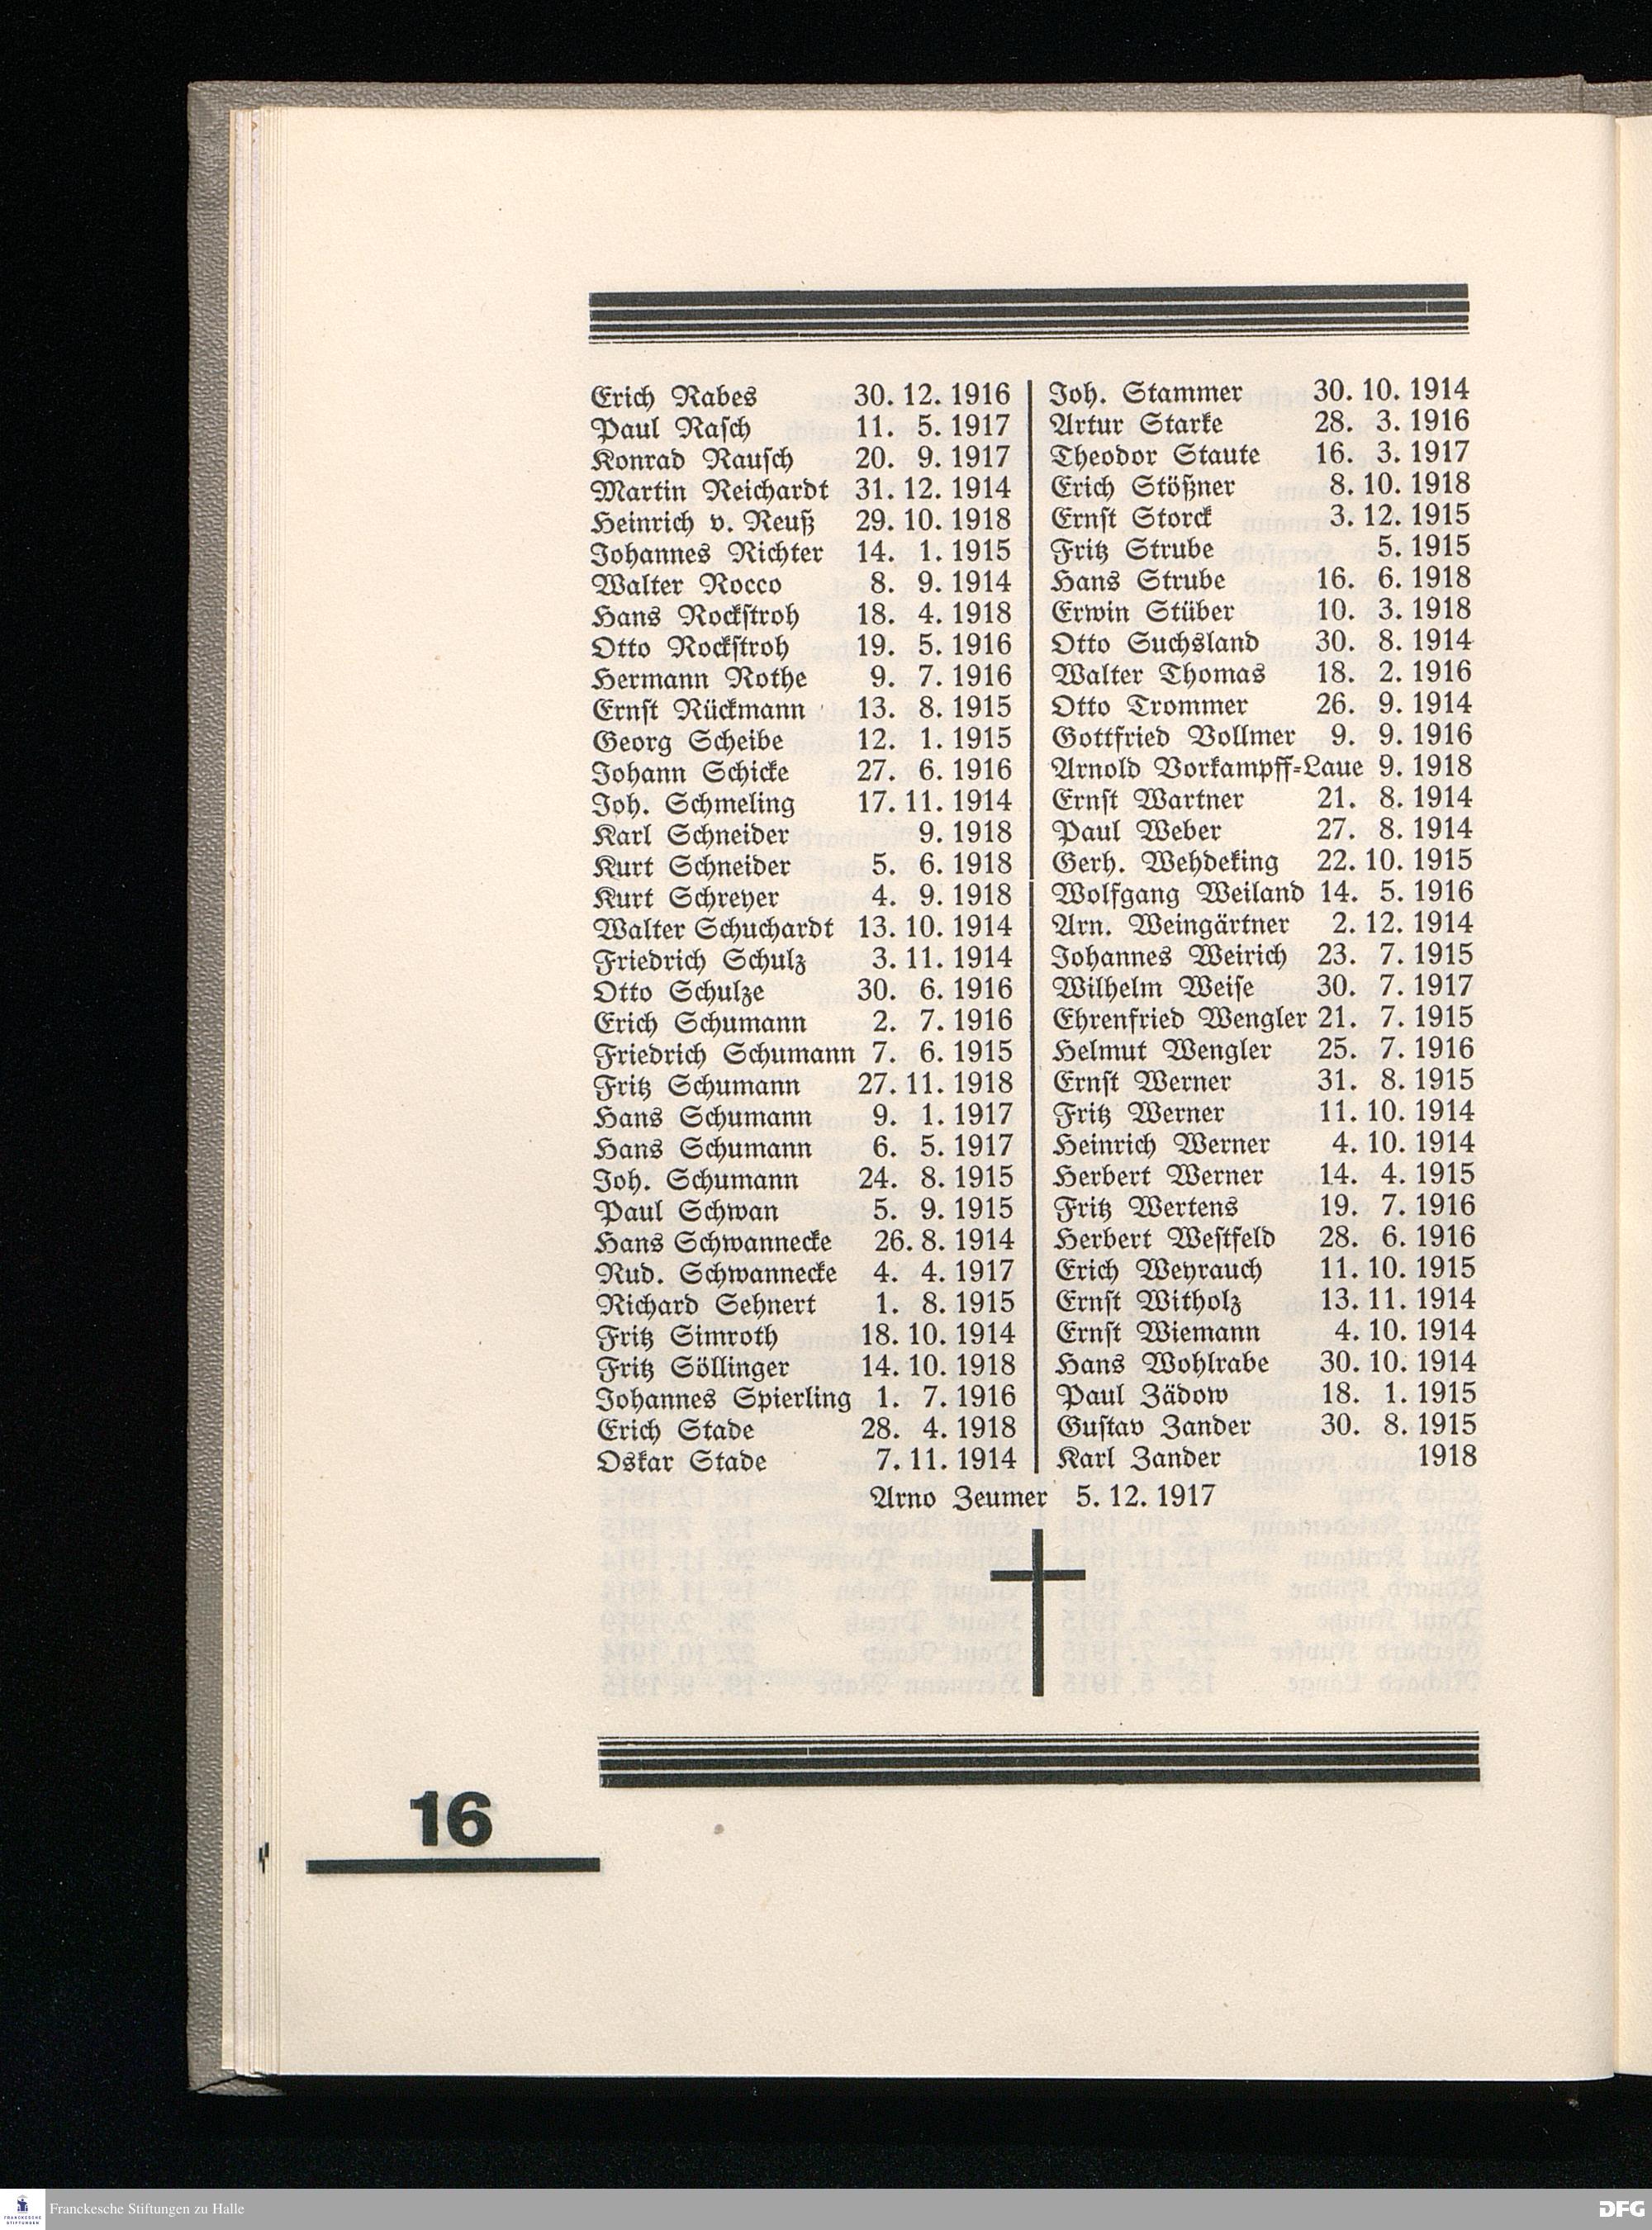 Erich Rabes 30. 12. 1916
Paul Rasch 11. 5. 1917
Konrad Rausch 20. 9. 1917
Martin Reichardt 31. 12. 1914
Heinrich v. Reuß 29. 10. 1918
Johannes Richter 14. 1. 1915
Walter Rocco 8. 9. 1914
Hans Rockstroh 18. 4. 1918
Otto Rockstroh 19. 5. 1916
Hermann Rothe 9. 7. 1916
Ernst Rückmann 13. 8. 1915
Georg Scheibe 12. 1. 1915
Johann Schicke 27. 6. 1916
Joh. Schmeling 17. 11. 1914
Karl Schneider 9. 1918
Kurt Schneider 5. 6. 1918
Kurt Schreyer 4. 9. 1918
Walter Schuchardt 13. 10. 1914
Friedrich Schulz 3. 11. 1914
Otto Schulze 30. 6. 1916
Erich Schumann 2. 7. 1916
Friedrich Schumann 7. 6. 1915
Fritz Schumann 27. 11. 1918
Hans Schumann 9. 1. 1917
Hans Schumann 6. 5. 1917
Joh. Schumann 24. 8. 1915
Paul Schwan 5. 9. 1915
Hans Schwannecke 26. 8. 1914
Rud. Schwannecke 4. 4. 1917
Richard Sehnert 1. 8. 1915
Fritz Simroth 18. 10. 1914
Fritz Söllinger 14. 10. 1918
Johannes Spierling 1. 7. 1916
Erich Stade 28. 4. 1918
Oskar Stade 7. 11. 1914
Joh. Stammer 30. 10. 1914
Artur Starke 28. 3. 1916
Theodor Staute 16. 3. 1917
Erich Stößner 8. 10. 1918
Ernst Storck 3. 12. 1915
Fritz Strube 5. 1915
Hans Strube 16. 6. 1918
Erwin Stüber 10. 3. 1918
Otto Suchsland 30. 8. 1914
Walter Thomas 18. 2. 1916
Otto Trommer 26. 9. 1914
Gottfried Vollmer 9. 9. 1916
Arnold Vorkampff-Laue 9. 1918
Ernst Wartner 21. 8. 1914
Paul Weber 27. 8. 1914
Gerh. Wehdeking 22. 10. 1915
Wolfgang Weiland 14. 5. 1916
Arn. Weingärtner 2. 12. 1914
Johannes Weirich 23. 7. 1915
Wilhelm Weise 30. 7. 1917
Ehrenfried Wengler 21. 7. 1915
Helmut Wengler 25. 7. 1916
Ernst Werner 31. 8. 1915
Fritz Werner 11. 10. 1914
Heinrich Werner 4. 10. 1914
Herbert Werner 14. 4. 1915
Fritz Wertens 19. 7. 1916
Herbert Westfeld 28. 6. 1916
Erich Weyrauch 11. 10. 1915
Ernst Witholz 13. 11. 1914
Ernst Wiemann 4. 10. 1914
Hans Wohlrabe 30. 10. 1914
Paul Zädow 18. 1. 1915
Gustav Zander 30. 8. 1915
Karl Zander 1918
Arno Zeumer 5. 12. 1917
16
Franckesche Stiftungen zu Halle
DFG